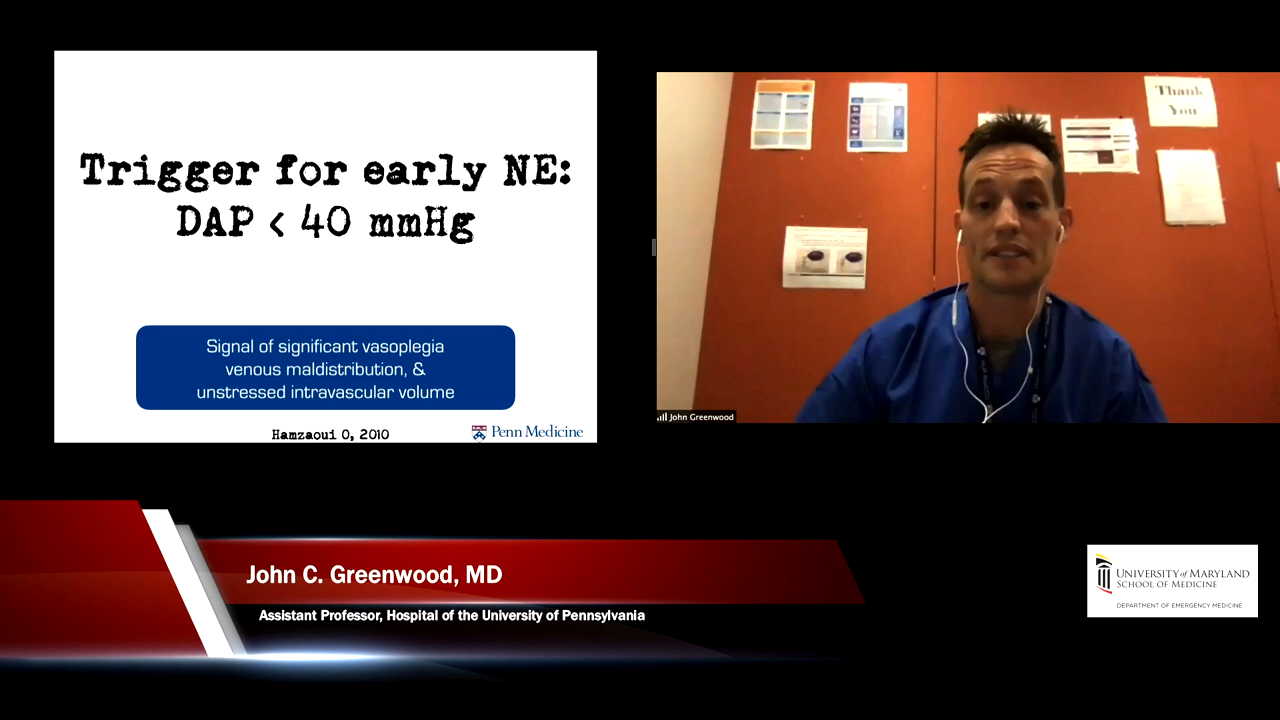 Trigger for early NE:
DAP < 40 mmHg
Signal of significant vasoplegia
venous maldistribution, &
unstressed intravascular volume
Hamzaoui O, 2010
Penn Medicine
Thank
You
John Greenwood
John C. Greenwood, MD
Assistant Professor, Hospital of the University of Pennsylvania
UNIVERSITY of MARYLAND
SCHOOL OF MEDICINE
DEPARTMENT OF EMERGENCY MEDICINE